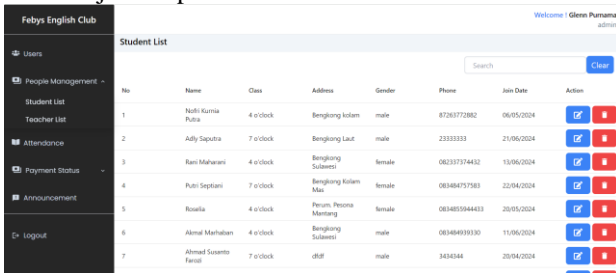 Febys English Club
Welcome ! Glenn Purnama
admin
Student List
Users
Search
Clear
People Management
Student List
Teacher List
Attendance
Payment Status
Announcement
Logout
No Name Class Address Gender Phone Join Date Action
1 Nofri Kurnia Putra 4 o'clock Bengkong kolam male 87263772882 06/05/2024
2 Adly Saputra 7 o'clock Bengkong Laut male 23333333 21/06/2024
3 Rani Maharani 4 o'clock Bengkong Sulawesi female 082337374432 13/06/2024
4 Putri Septiani 7 o'clock Bengkong Kolam Mas female 083484757583 22/04/2024
5 Rosalia 4 o'clock Perum. Pesona Mantang female 0834855944433 20/05/2024
6 Akmal Marhaban 4 o'clock Bengkong Sulawesi male 083484939330 11/06/2024
7 Ahmad Susanto Farozi 7 o'clock dfdf male 3434344 20/04/2024